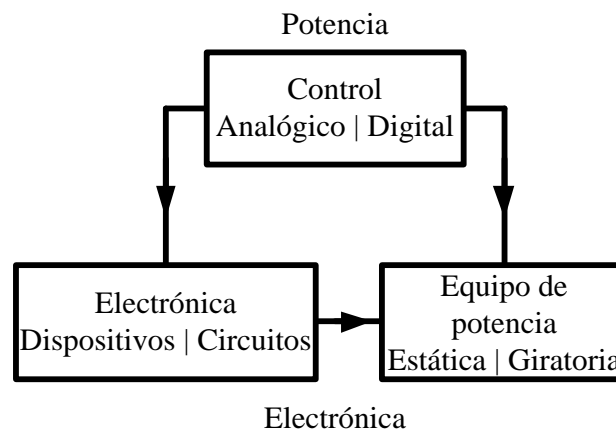 Potencia
Control
Analógico | Digital
Electrónica
Dispositivos | Circuitos
Equipo de
potencia
Estática | Giratoria
Electrónica